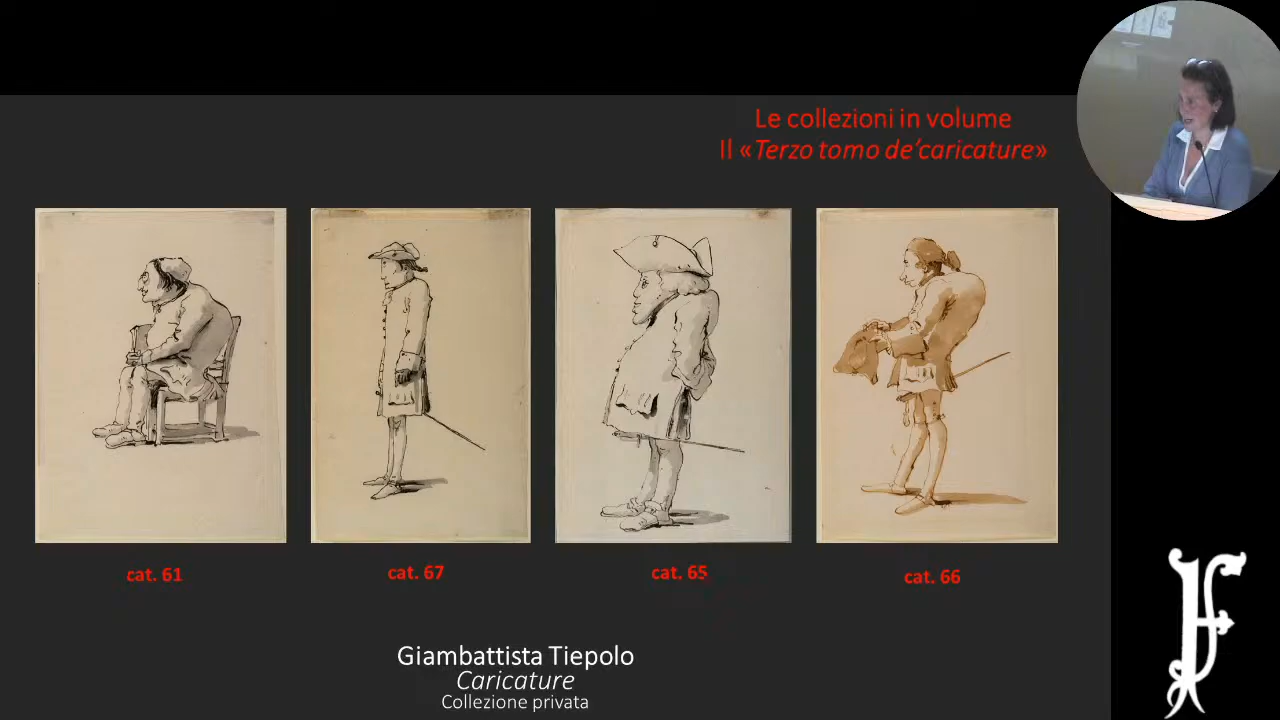 Le collezioni in volume
Il «Terzo tomo de'caricature»
cat. 61
cat. 67
cat. 65
cat. 66
Giambattista Tiepolo
Caricature
Collezione privata